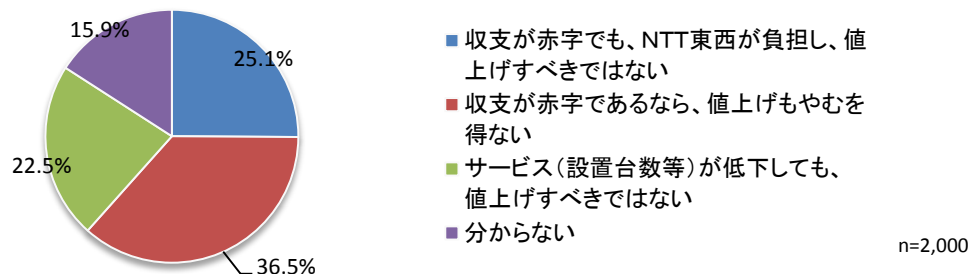 15.9%
25.1%
22.5%
36.5%
■ 収支が赤字でも、NTT東西が負担し、値
上げすべきではない
■ 収支が赤字であるなら、値上げもやむを
得ない
■ サービス(設置台数等)が低下しても、
値上げすべきではない
■ 分からない
n=2,000